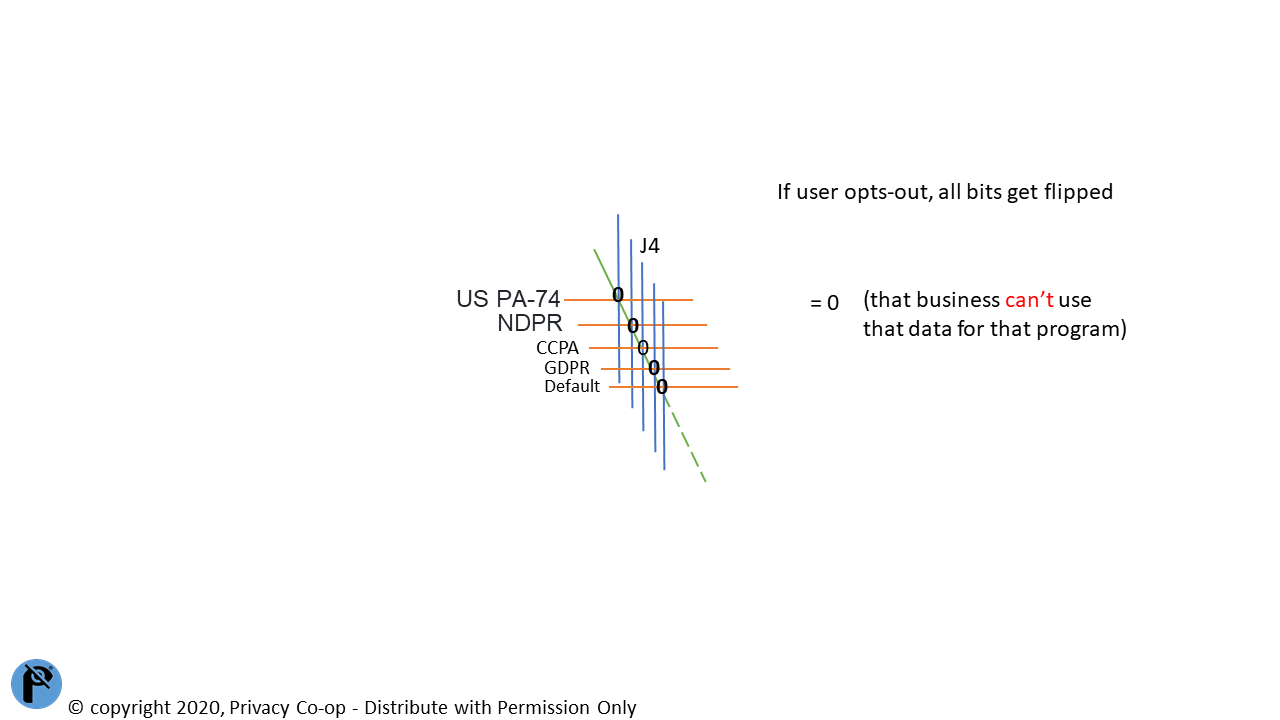 If user opts-out, all bits get flipped
J4
US PA-74
0
= 0
(that business can’t use
that data for that program)
NDPR
0
CCPA
0
GDPR
0
Default
0
© copyright 2020, Privacy Co-op - Distribute with Permission Only